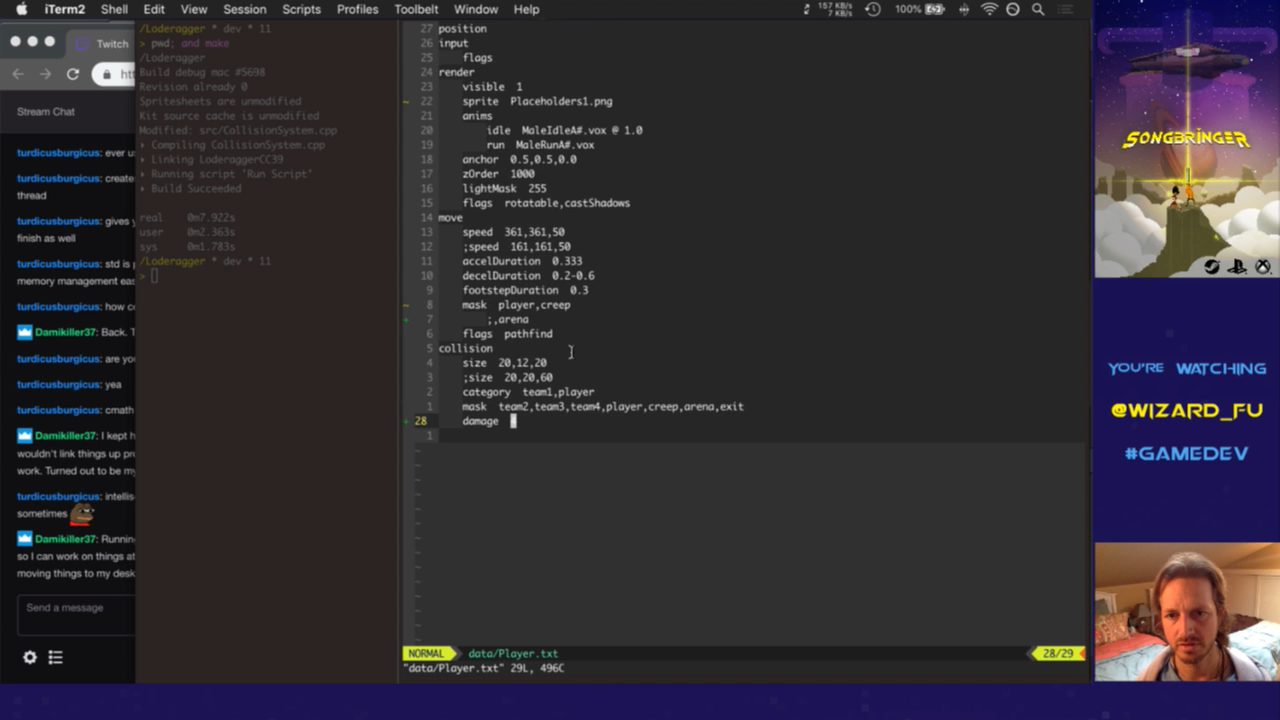 iTerm2 Shell Edit View Session Scripts Profiles Toolbelt Window Help
157 KB/s
7 KB/s
100%
Twitch
Stream Chat
turdicusburgicus: ever us
turdicusburgicus: create
thread
turdicusburgicus: gives y
finish as well
turdicusburgicus: std is p
memory management eas
turdicusburgicus: how co
Damikiller37: Back. T
turdicusburgicus: are you
turdicusburgicus: yea
turdicusburgicus: cmath
Damikiller37: I kept h
wouldn't link things up pro
work. Turned out to be my
turdicusburgicus: intellis
sometimes
Damikiller37: Runnin
so I can work on things at
moving things to my desk
Send a message
/Loderagger * dev * 11
> pwd; and make
/Loderagger
Build debug mac #5698
Revision already 0
Spritesheets are unmodified
Kit source cache is unmodified
Modified: src/CollisionSystem.cpp
▸ Compiling CollisionSystem.cpp
▸ Linking LoderaggerCC39
▸ Running script 'Run Script'
▸ Build Succeeded
real 0m7.922s
user 0m2.363s
sys 0m1.783s
/Loderagger * dev * 11
>
27 position
26 input
25 flags
24 render
23 visible 1
~ 22 sprite Placeholders1.png
21 anims
20 idle MaleIdleA#.vox @ 1.0
19 run MaleRunA#.vox
18 anchor 0.5,0.5,0.0
17 zOrder 1000
16 lightMask 255
15 flags rotatable,castShadows
14 move
13 speed 361,361,50
12 ;speed 161,161,50
11 accelDuration 0.333
10 decelDuration 0.2-0.6
9 footstepDuration 0.3
~ 8 mask player,creep
+ 7 ;,arena
6 flags pathfind
5 collision
4 size 20,12,20
3 ;size 20,20,60
2 category team1,player
1 mask team2,team3,team4,player,creep,arena,exit
+ 28 damage
1
NORMAL data/Player.txt 28/29
"data/Player.txt" 29L, 496C
SONGBRINGER
YOU'RE WATCHING
@WIZARD_FU
#GAMEDEV